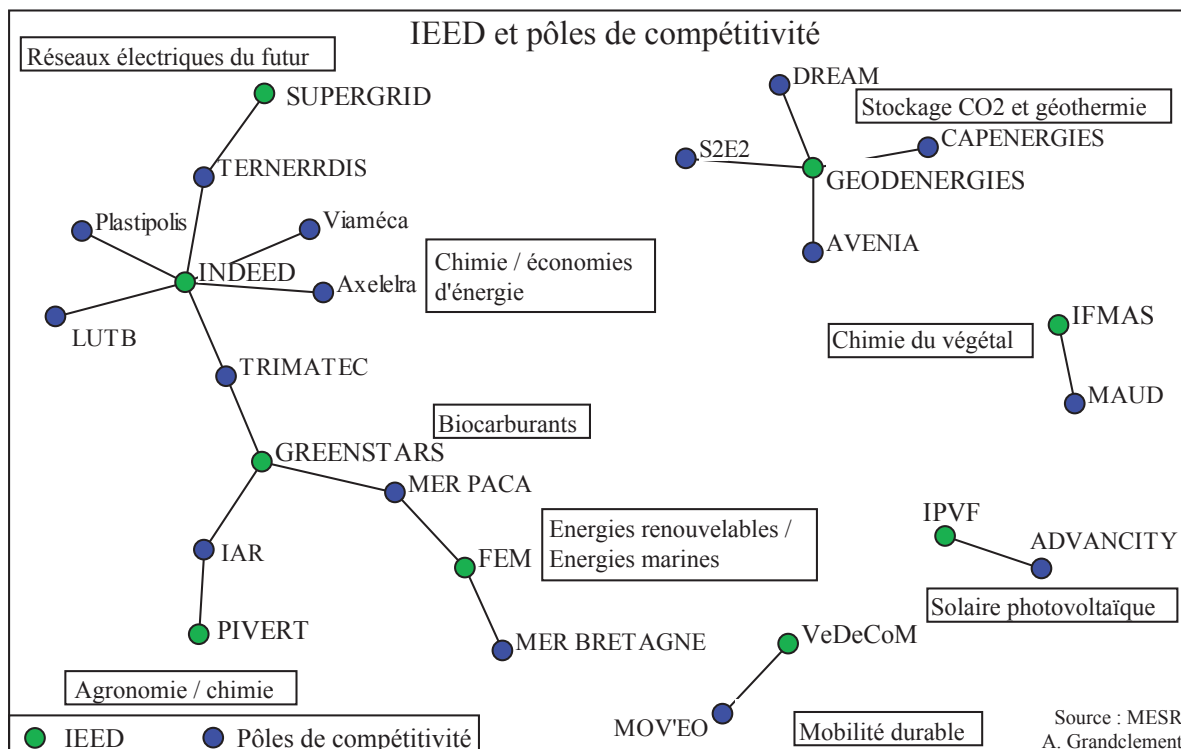 IEED et pôles de compétitivité
Réseaux électriques du futur
SUPERGRID
TERNERRDIS
Plastipolis
Viaméca
INDEED
Axelelra
LUTB
Chimie / économies
d'énergie
TRIMATEC
DREAM
Stockage CO2 et géothermie
S2E2
CAPENERGIES
GEODENERGIES
AVENIA
IFMAS
Chimie du végétal
MAUD
Biocarburants
GREENSTARS
MER PACA
IAR
FEM
Energies renouvelables /
Energies marines
PIVERT
MER BRETAGNE
IPVF
ADVANCITY
Solaire photovoltaïque
VeDeCoM
MOV'EO
Mobilité durable
Agronomie / chimie
IEED
Pôles de compétitivité
Source : MESR
A. Grandclement